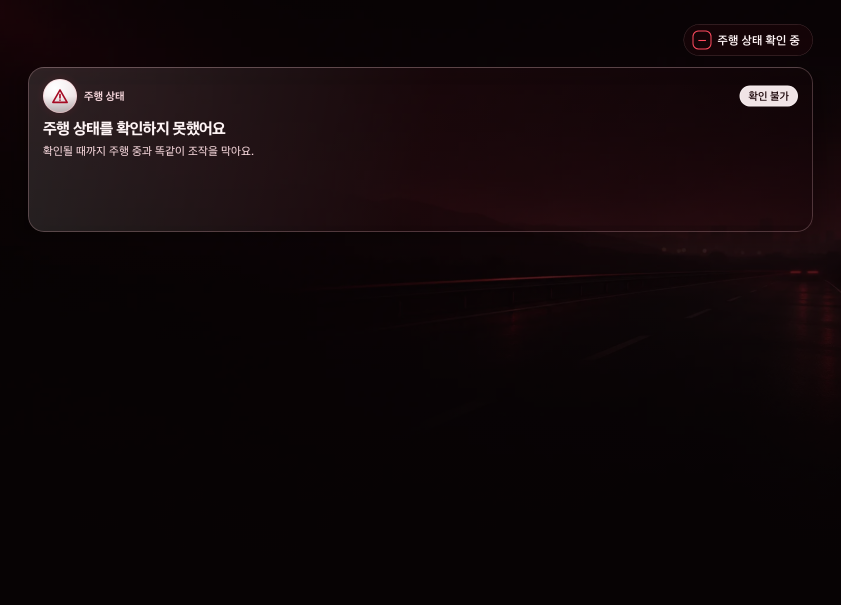 주행 상태 확인 중
주행 상태
확인 불가
주행 상태를 확인하지 못했어요
확인될 때까지 주행 중과 똑같이 조작을 막아요.